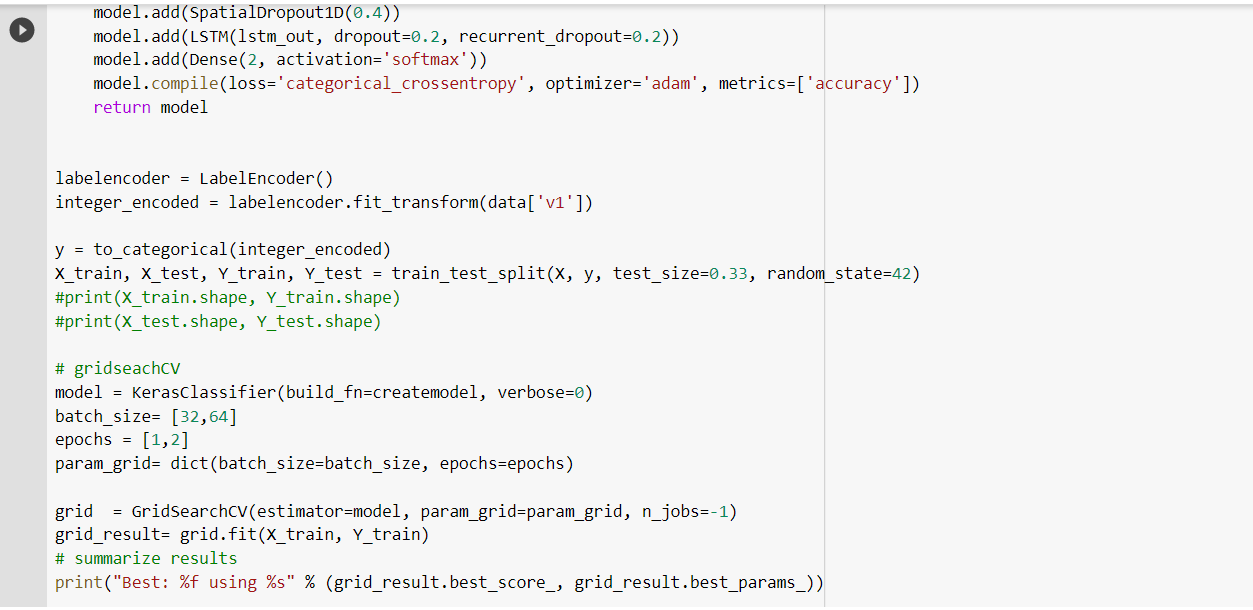 model.add(SpatialDropout1D(0.4))
model.add(LSTM(lstm_out, dropout=0.2, recurrent_dropout=0.2))
model.add(Dense(2, activation='softmax'))
model.compile(loss='categorical_crossentropy', optimizer='adam', metrics=['accuracy'])
return model
labelencoder = LabelEncoder()
integer_encoded = labelencoder.fit_transform(data['v1'])
y = to_categorical(integer_encoded)
X_train, X_test, Y_train, Y_test = train_test_split(X, y, test_size=0.33, random_state=42)
#print(X_train.shape, Y_train.shape)
#print(X_test.shape, Y_test.shape)
# gridseachCV
model = KerasClassifier(build_fn=createmodel, verbose=0)
batch_size= [32,64]
epochs = [1,2]
param_grid= dict(batch_size=batch_size, epochs=epochs)
grid  = GridSearchCV(estimator=model, param_grid=param_grid, n_jobs=-1)
grid_result= grid.fit(X_train, Y_train)
# summarize results
print("Best: %f using %s" % (grid_result.best_score_, grid_result.best_params_))